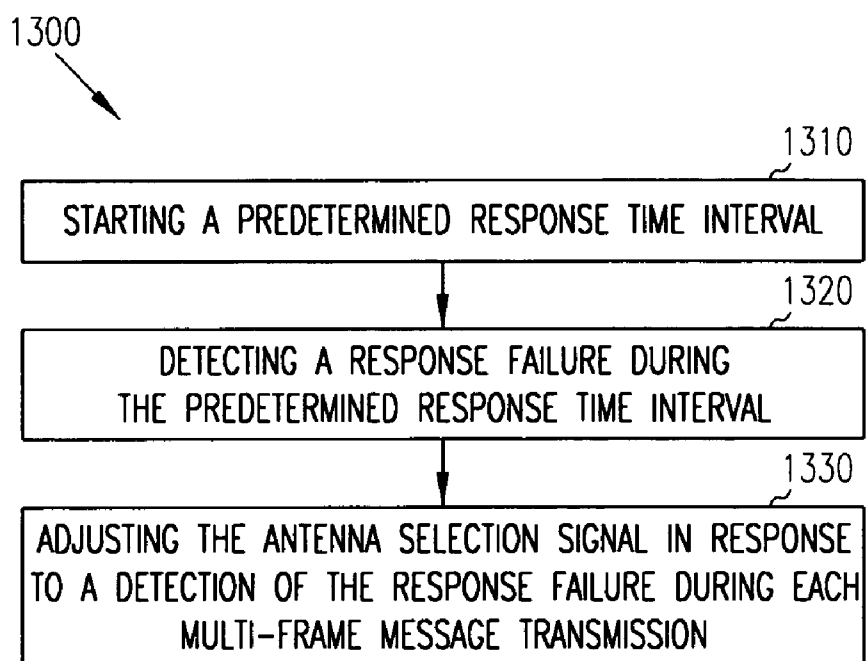 1300
1310
STARTING A PREDETERMINED RESPONSE TIME INTERVAL
1320
DETECTING A RESPONSE FAILURE DURING
THE PREDETERMINED RESPONSE TIME INTERVAL
1330
ADJUSTING THE ANTENNA SELECTION SIGNAL IN RESPONSE
TO A DETECTION OF THE RESPONSE FAILURE DURING EACH
MULTI-FRAME MESSAGE TRANSMISSION